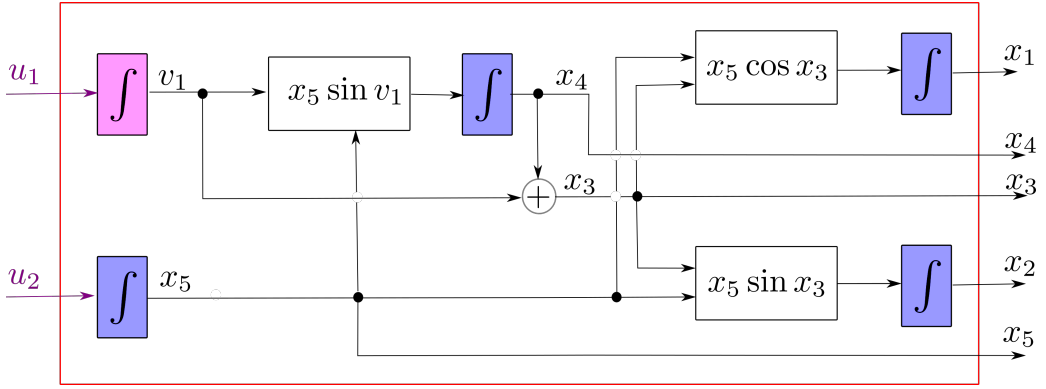 u₁
∫
v₁
x₅ sin v₁
∫
x₄
x₅ cos x₃
∫
x₁
x₄
+
x₃
x₃
u₂
∫
x₅
x₅ sin x₃
∫
x₂
x₅